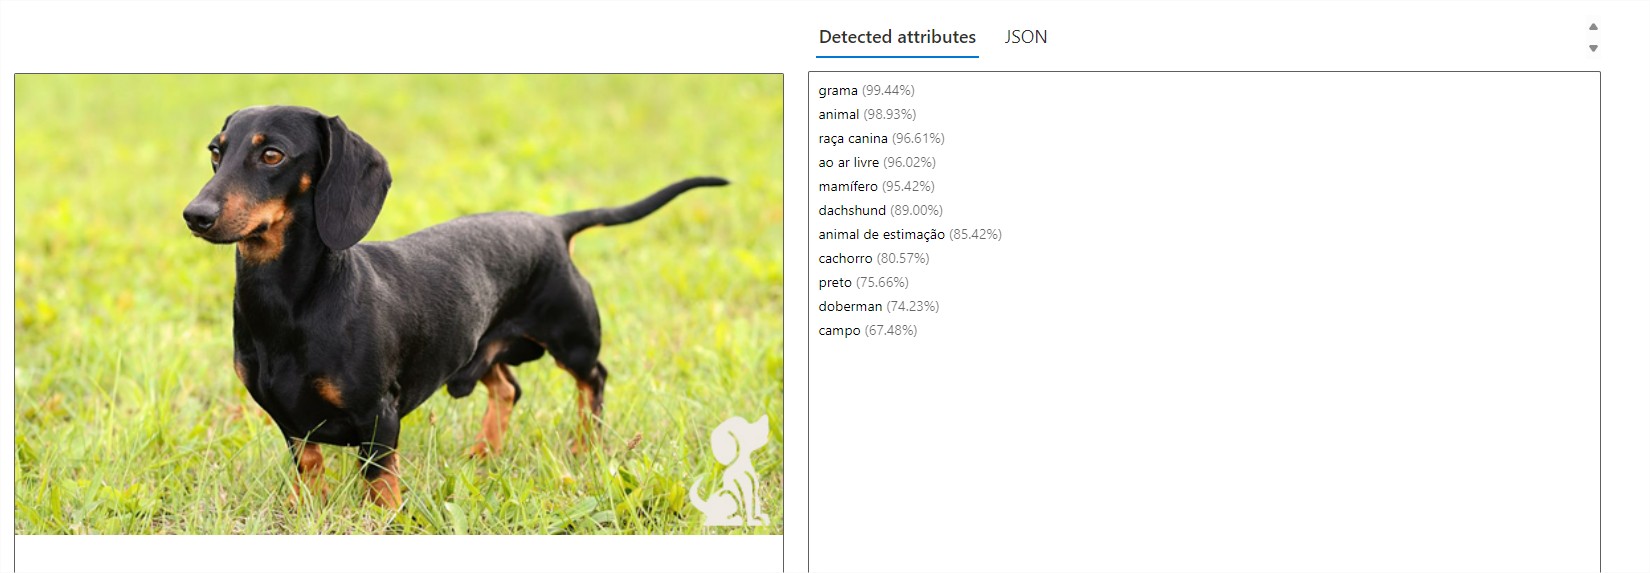 Detected attributes JSON
grama (99.44%)
animal (98.93%)
raça canina (96.61%)
ao ar livre (96.02%)
mamífero (95.42%)
dachshund (89.00%)
animal de estimação (85.42%)
cachorro (80.57%)
preto (75.66%)
doberman (74.23%)
campo (67.48%)